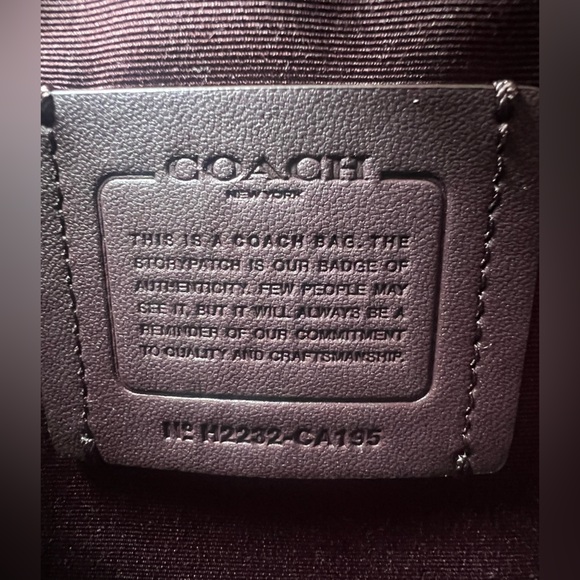 COACH
NEW YORK
THIS IS A COACH BAG. THE
STORYPATCH IS OUR BADGE OF
AUTHENTICITY. FEW PEOPLE MAY
SEE IT, BUT IT WILL ALWAYS BE A
REMINDER OF OUR COMMITMENT
TO QUALITY AND CRAFTSMANSHIP.
Nº H2232-CA195